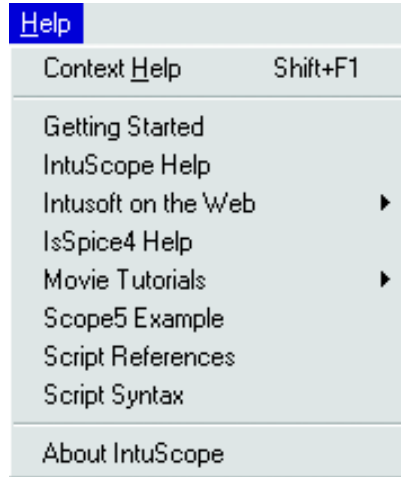 Help
Context Help Shift+F1
Getting Started
IntuScope Help
Intusoft on the Web
IsSpice4 Help
Movie Tutorials
Scope5 Example
Script References
Script Syntax
About IntuScope